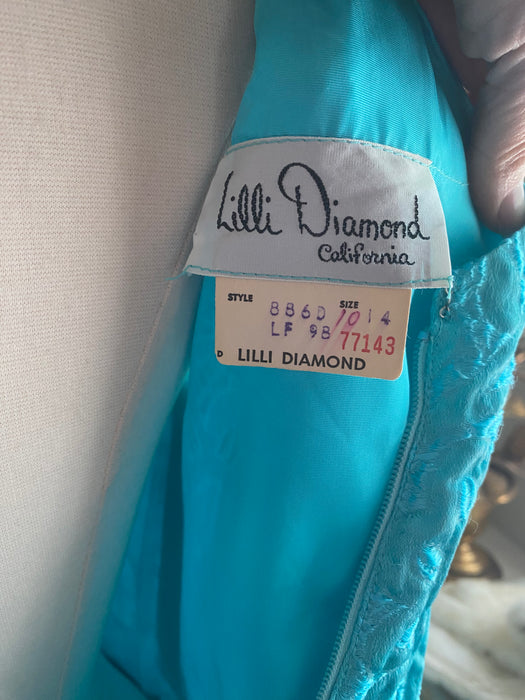 Lilli Diamond
California
STYLE SIZE
886D 10 14
LF 98 77143
D LILLI DIAMOND